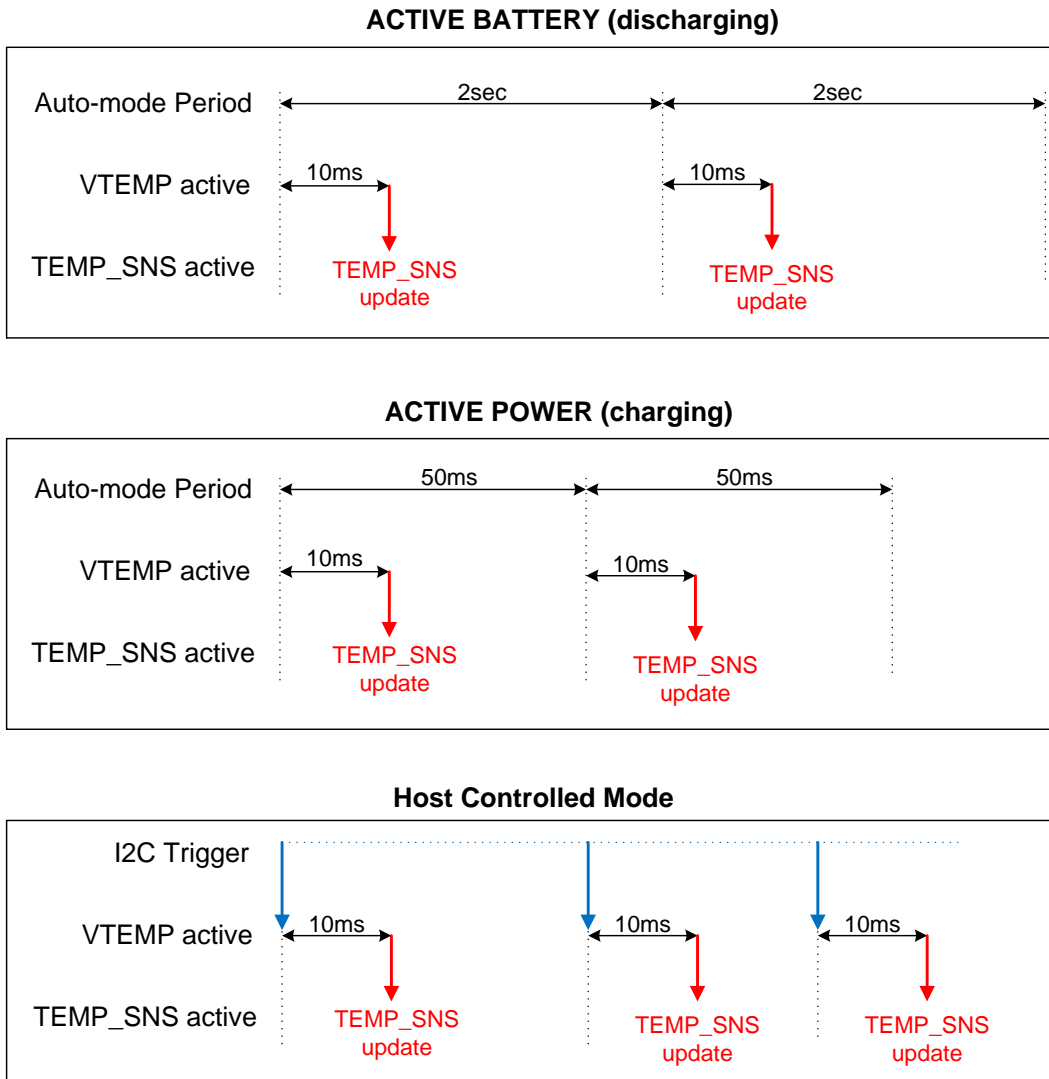 ACTIVE BATTERY (discharging)
Auto-mode Period
2sec
2sec
VTEMP active
10ms
10ms
TEMP_SNS active
TEMP_SNS
update
TEMP_SNS
update
ACTIVE POWER (charging)
Auto-mode Period
50ms
50ms
VTEMP active
10ms
10ms
TEMP_SNS active
TEMP_SNS
update
TEMP_SNS
update
Host Controlled Mode
I2C Trigger
VTEMP active
10ms
10ms
10ms
TEMP_SNS active
TEMP_SNS
update
TEMP_SNS
update
TEMP_SNS
update